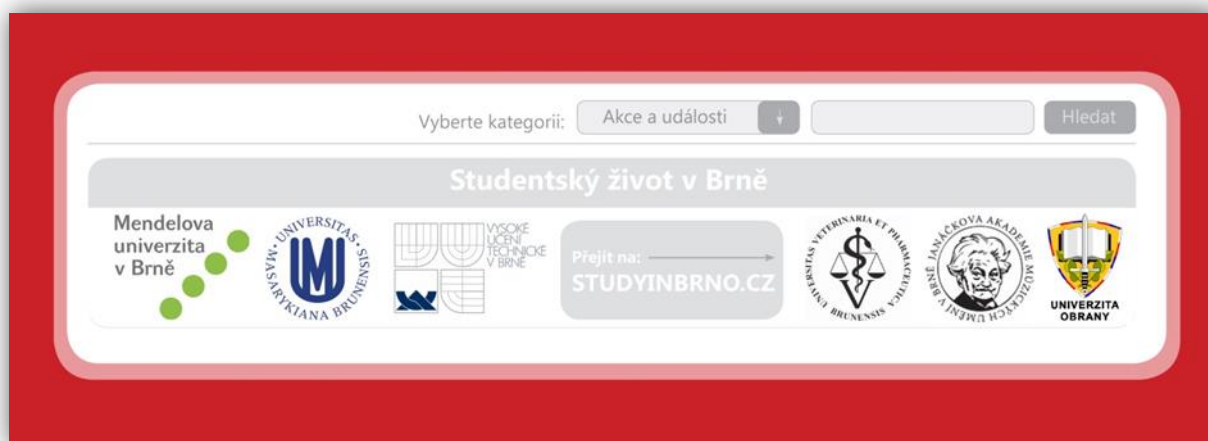 Vyberte kategorii:
Akce a události
Hledat
Studentský život v Brně
Mendelova
univerzita
v Brně
UNIVERSITAS
MASARYKIANA BRUNENSIS
VYSOKÉ
UČENÍ
TECHNICKÉ
V BRNĚ
Přejít na:
STUDYINBRNO.CZ
UNIVERSITAS VETERINARIA ET PHARMACEUTICA
BRUNENSIS
JANÁČKOVA AKADEMIE MÚZICKÝCH UMĚNÍ V BRNĚ
UNIVERZITA
OBRANY